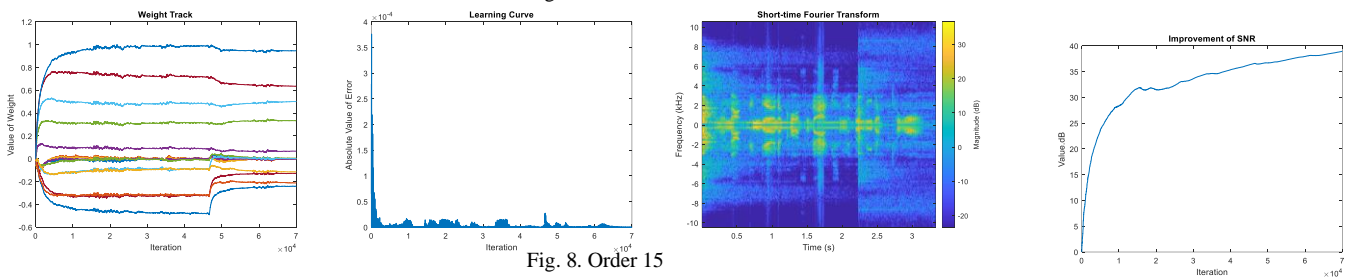 Weight Track
1.2
1
0.8
0.6
0.4
0.2
0
-0.2
-0.4
-0.6
Value of Weight
0 1 2 3 4 5 6 7
Iteration
×10⁴
Learning Curve
×10⁻⁴
4
3.5
3
2.5
2
1.5
1
0.5
0
Absolute Value of Error
0 1 2 3 4 5 6 7
Iteration
×10⁴
Short-time Fourier Transform
10
8
6
4
2
0
-2
-4
-6
-8
-10
Frequency (kHz)
0.5 1 1.5 2 2.5 3
Time (s)
30
20
10
0
-10
-20
Magnitude (dB)
Improvement of SNR
40
35
30
25
20
15
10
5
0
Value.dB
0 1 2 3 4 5 6 7
Iteration
×10⁴
Fig. 8. Order 15